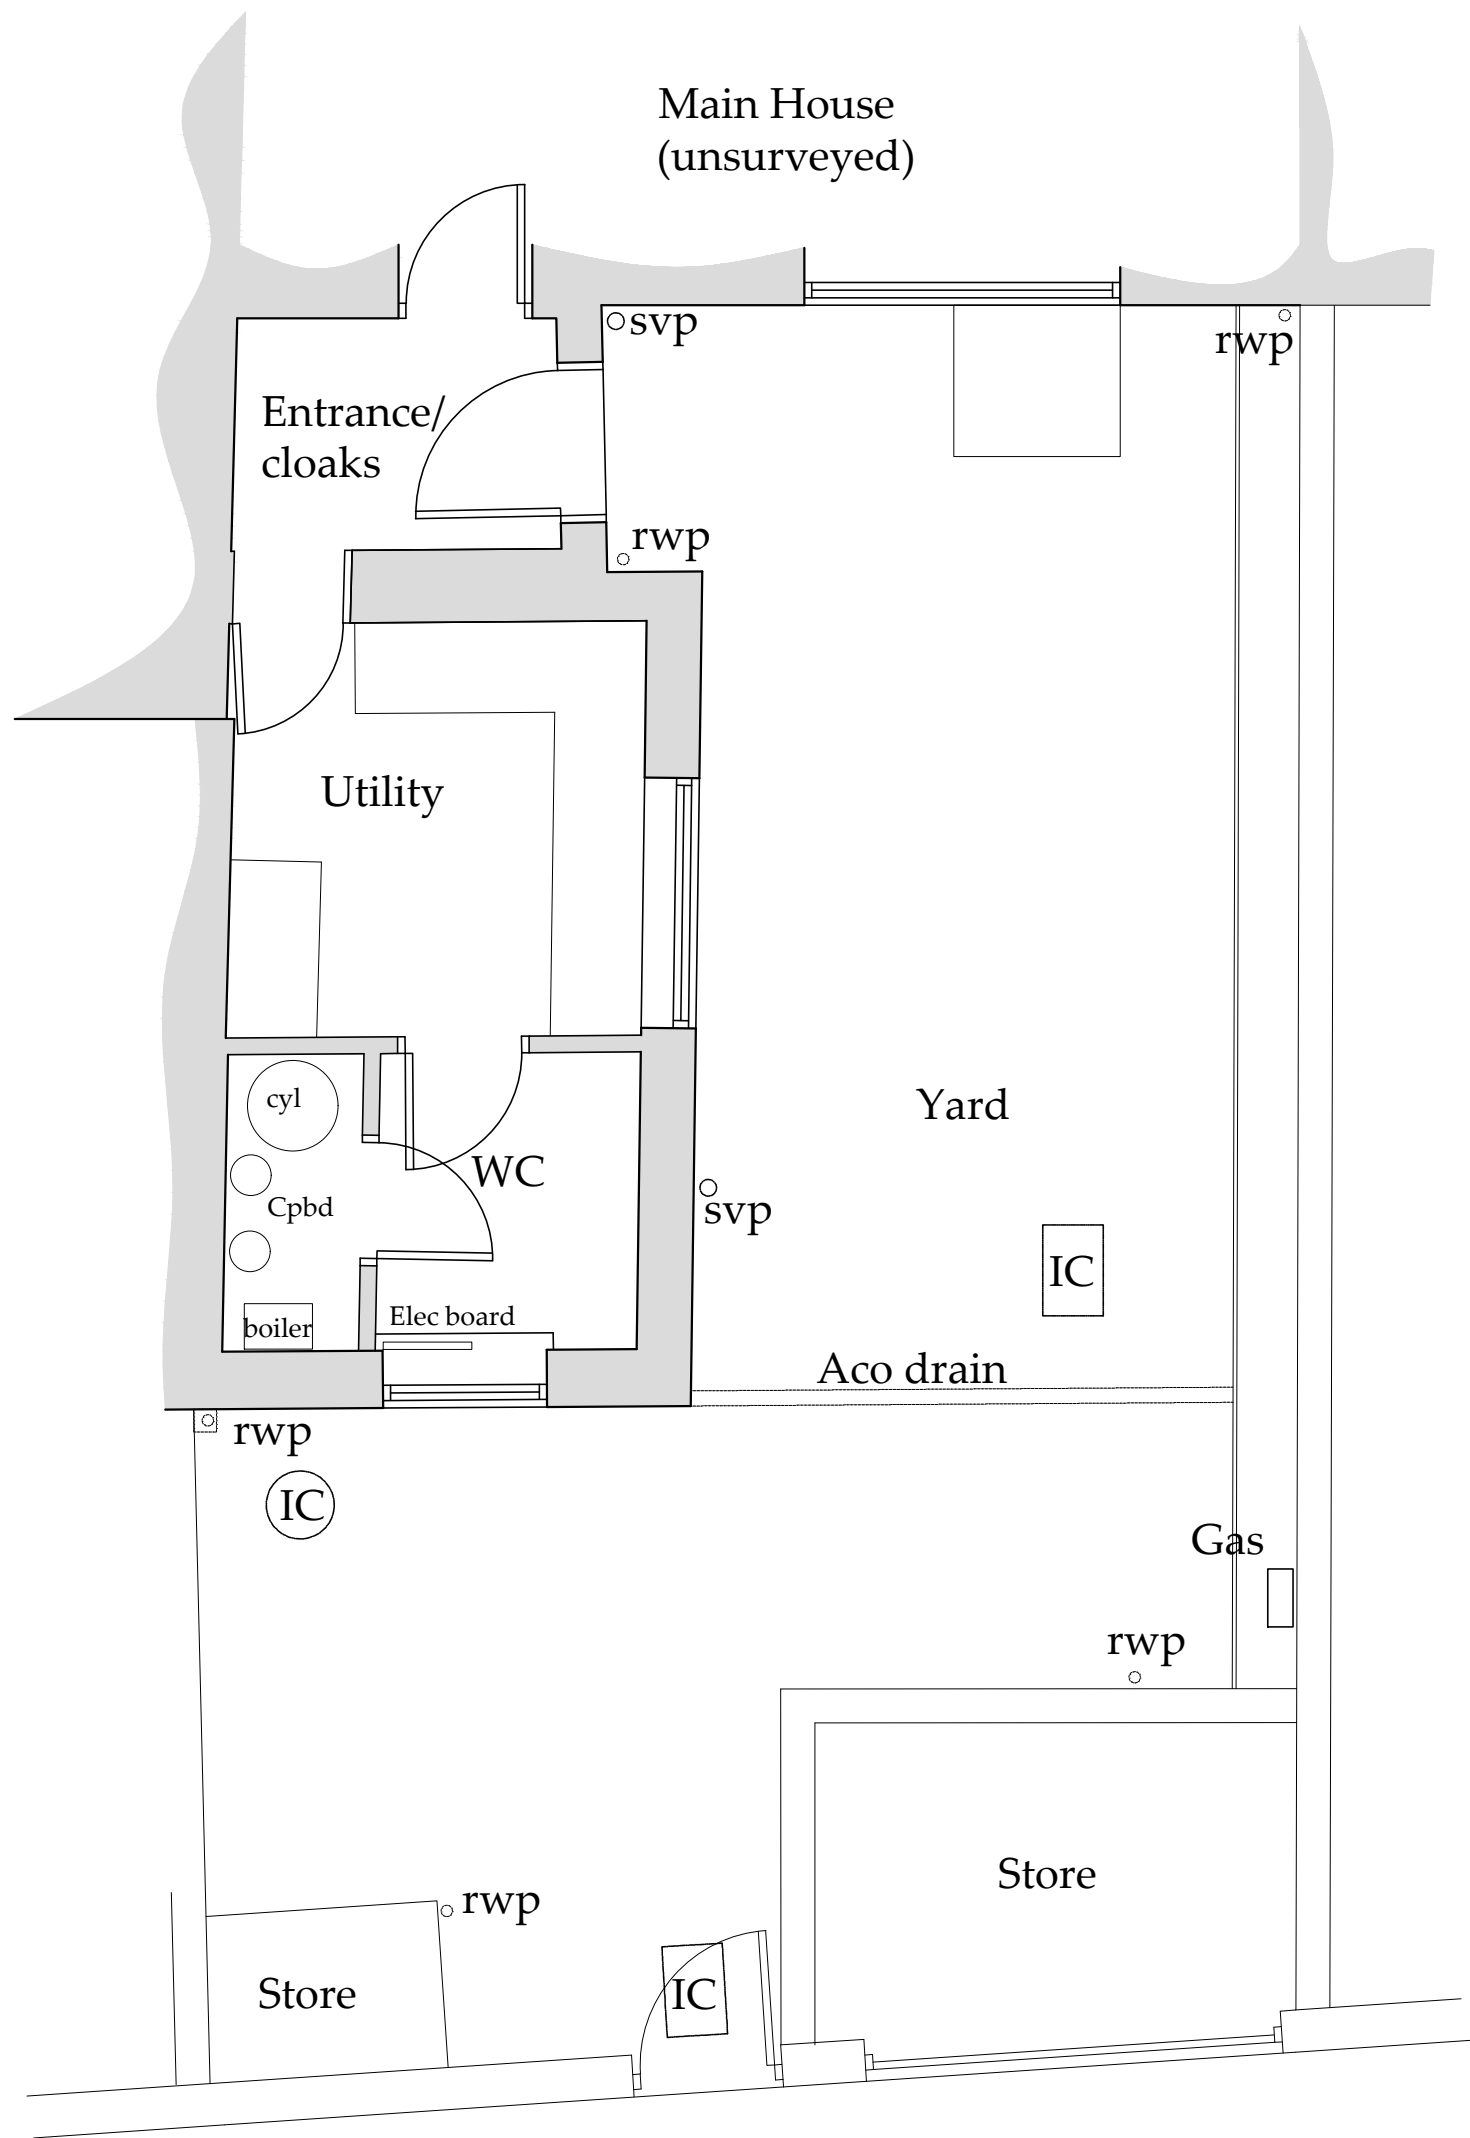 Main House
(unsurveyed)
svp
rwp
Entrance/
cloaks
rwp
Utility
cyl
Yard
WC
Cpbd
svp
IC
Elec board
boiler
Aco drain
rwp
IC
Gas
rwp
Store
rwp
Store
IC